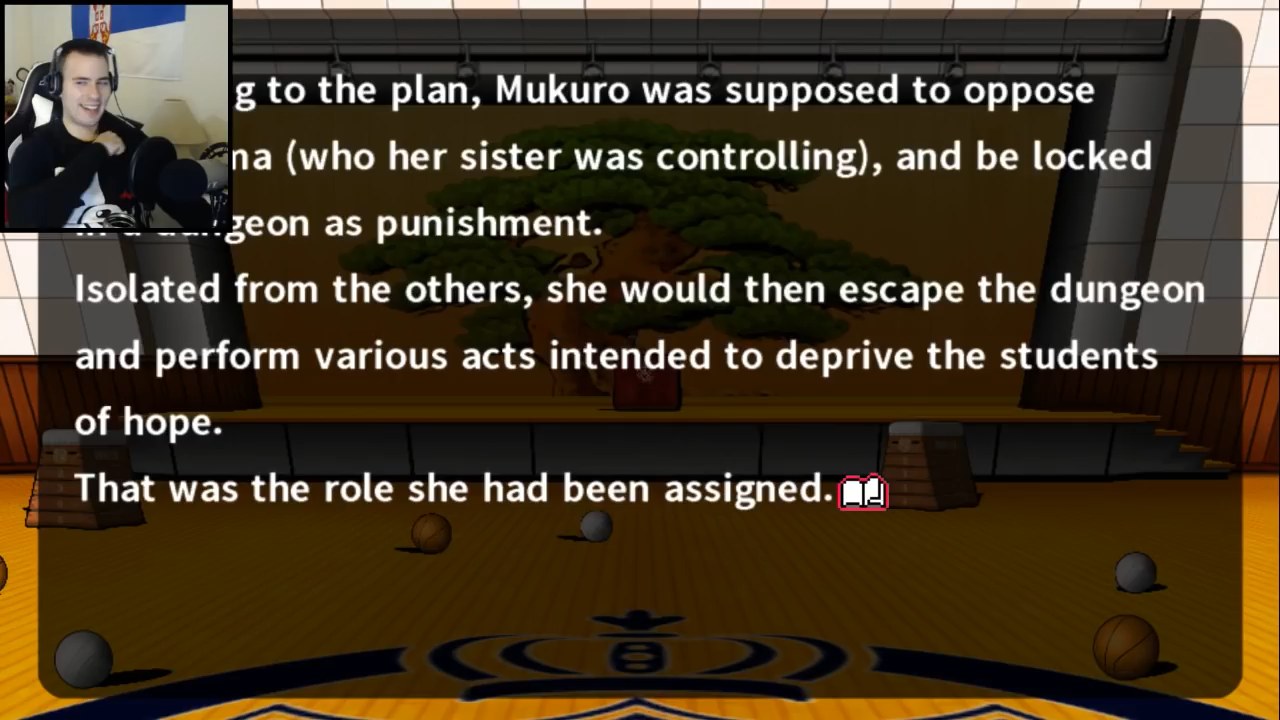 g to the plan, Mukuro was supposed to oppose
ma (who her sister was controlling), and be locked
geon as punishment.
Isolated from the others, she would then escape the dungeon
and perform various acts intended to deprive the students
of hope.
That was the role she had been assigned.